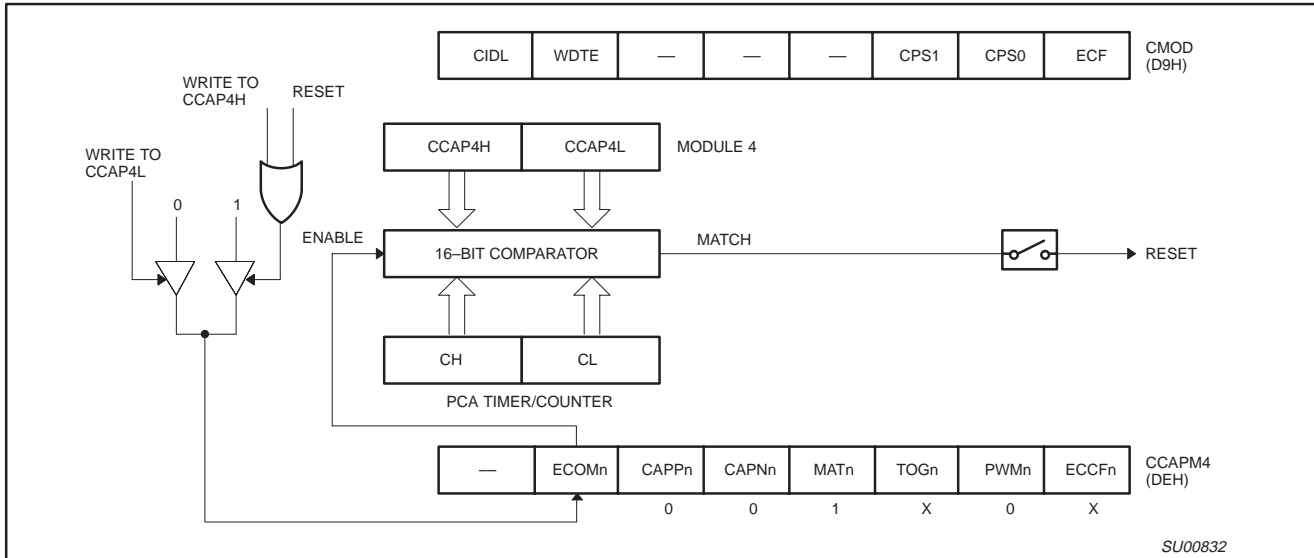 CIDL WDTE — — — CPS1 CPS0 ECF
CMOD
(D9H)
WRITE TO
CCAP4H
RESET
CCAP4H CCAP4L MODULE 4
WRITE TO
CCAP4L
0 1
ENABLE
16–BIT COMPARATOR
MATCH
RESET
CH CL
PCA TIMER/COUNTER
— ECOMn CAPPn CAPNn MATn TOGn PWMn ECCFn
CCAPM4
(DEH)
0 0 1 X 0 X
SU00832